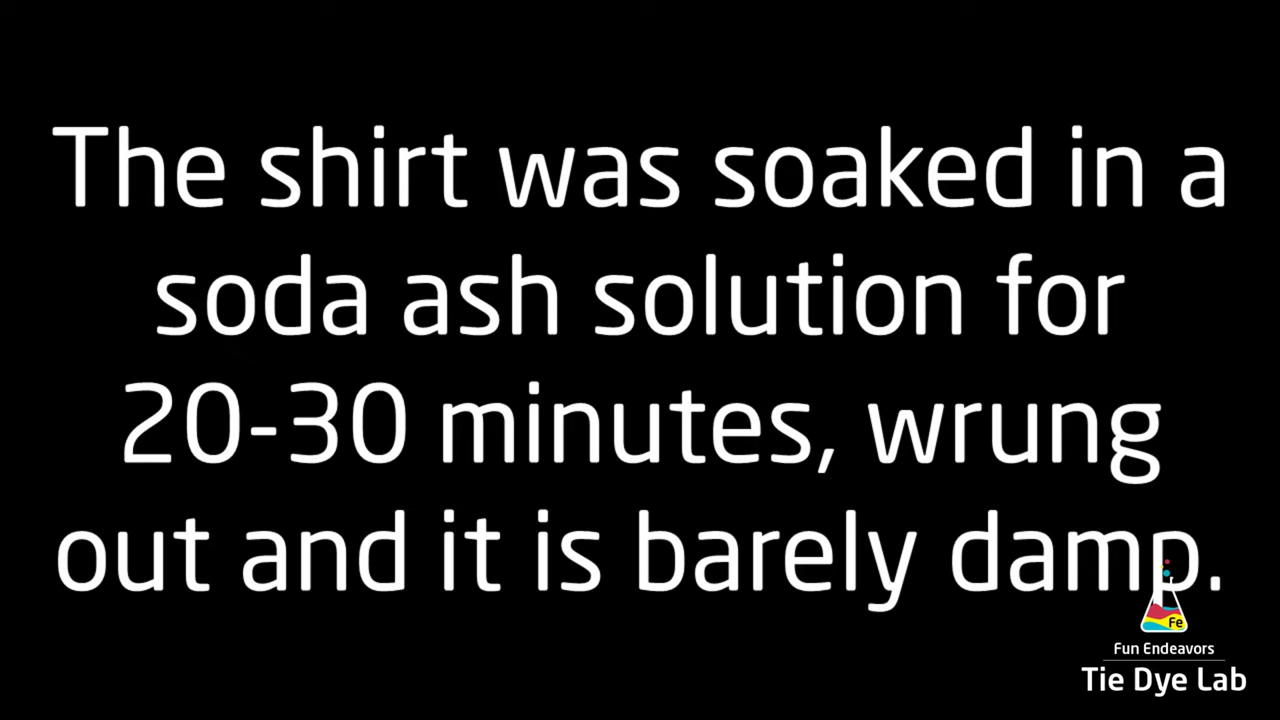 The shirt was soaked in a
soda ash solution for
20-30 minutes, wrung
out and it is barely damp.
Fe
Fun Endeavors
Tie Dye Lab